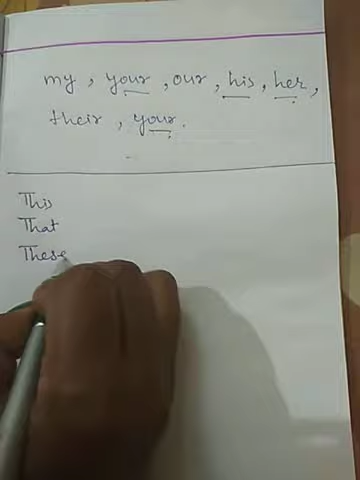 my, your, our, his, her,
their, your.
This
That
These